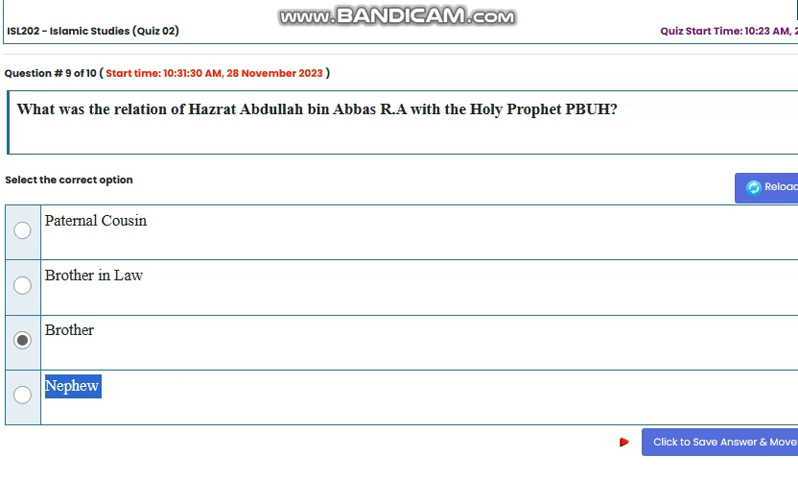 www.BANDICAM.com
ISL202 - Islamic Studies (Quiz 02)
Quiz Start Time: 10:23 AM,
Question # 9 of 10 ( Start time: 10:31:30 AM, 28 November 2023 )
What was the relation of Hazrat Abdullah bin Abbas R.A with the Holy Prophet PBUH?
Select the correct option
Reload
Paternal Cousin
Brother in Law
Brother
Nephew
Click to Save Answer & Move